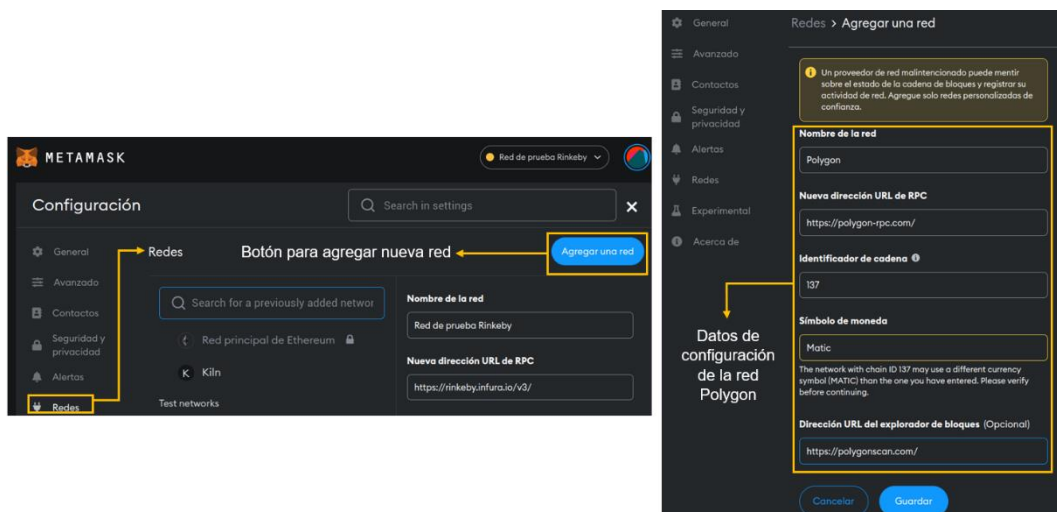 METAMASK
Red de prueba Rinkeby
Configuración
Search in settings
General
Avanzado
Contactos
Seguridad y
privacidad
Alertas
Redes
Redes
Botón para agregar nueva red
Agregar una red
Search for a previously added networ
Red principal de Ethereum
K Kiln
Test networks
Nombre de la red
Red de prueba Rinkeby
Nueva dirección URL de RPC
https://rinkeby.infura.io/v3/
General
Avanzado
Contactos
Seguridad y
privacidad
Alertas
Redes
Experimental
Acerca de
Redes > Agregar una red
Un proveedor de red malintencionado puede mentir
sobre el estado de la cadena de bloques y registrar su
actividad de red. Agregue solo redes personalizadas de
confianza.
Nombre de la red
Polygon
Nueva dirección URL de RPC
https://polygon-rpc.com/
Identificador de cadena
137
Símbolo de moneda
Matic
The network with chain ID 137 may use a different currency
symbol (MATIC) than the one you have entered. Please verify
before continuing.
Dirección URL del explorador de bloques (Opcional)
https://polygonscan.com/
Cancelar
Guardar
Datos de
configuración
de la red
Polygon